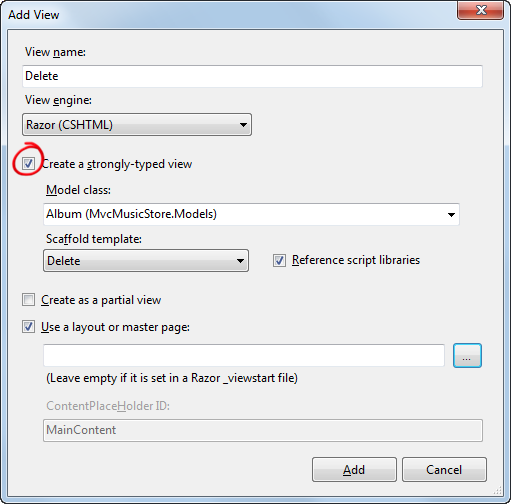 Add View
View name:
Delete
View engine:
Razor (CSHTML)
Create a strongly-typed view
Model class:
Album (MvcMusicStore.Models)
Scaffold template:
Delete
Reference script libraries
Create as a partial view
Use a layout or master page:
...
(Leave empty if it is set in a Razor _viewstart file)
ContentPlaceHolder ID:
MainContent
Add
Cancel